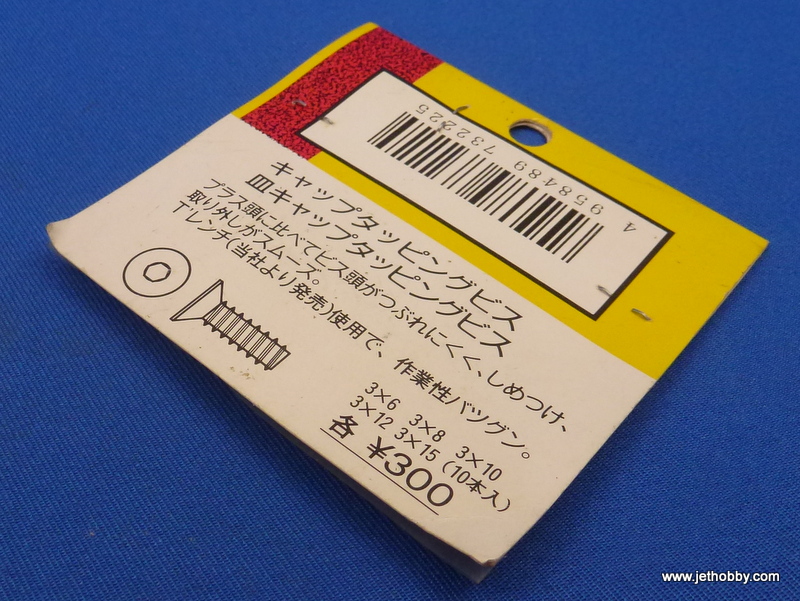 4 958489 732225
キャップタッピングビス
皿キャップタッピングビス
プラス頭に比べてビス頭がつぶれにくく、しめつけ、
取り外しがスムーズ。
T'レンチ(当社より発売)使用で、作業性バツグン。
3×6 3×8 3×10
3×12 3×15 (10本入)
各 ¥300
www.jethobby.com